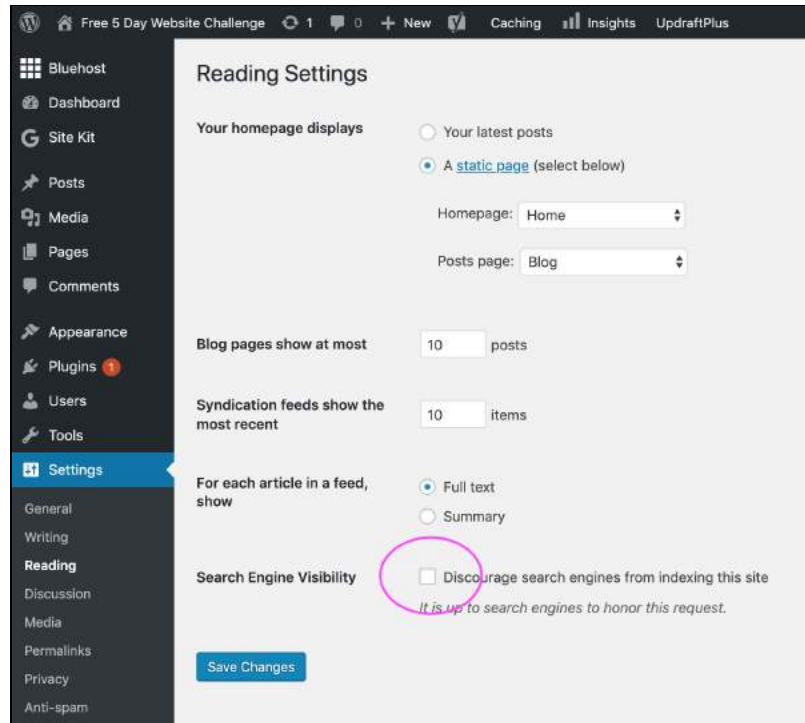 Free 5 Day Website Challenge 1 0 New Caching Insights UpdraftPlus
Bluehost
Dashboard
Site Kit
Posts
Media
Pages
Comments
Appearance
Plugins 1
Users
Tools
Settings
General
Writing
Reading
Discussion
Media
Permalinks
Privacy
Anti-spam
Reading Settings
Your homepage displays
Your latest posts
A static page (select below)
Homepage: Home
Posts page: Blog
Blog pages show at most 10 posts
Syndication feeds show the
most recent
10 items
For each article in a feed,
show
Full text
Summary
Search Engine Visibility Discourage search engines from indexing this site
It is up to search engines to honor this request.
Save Changes